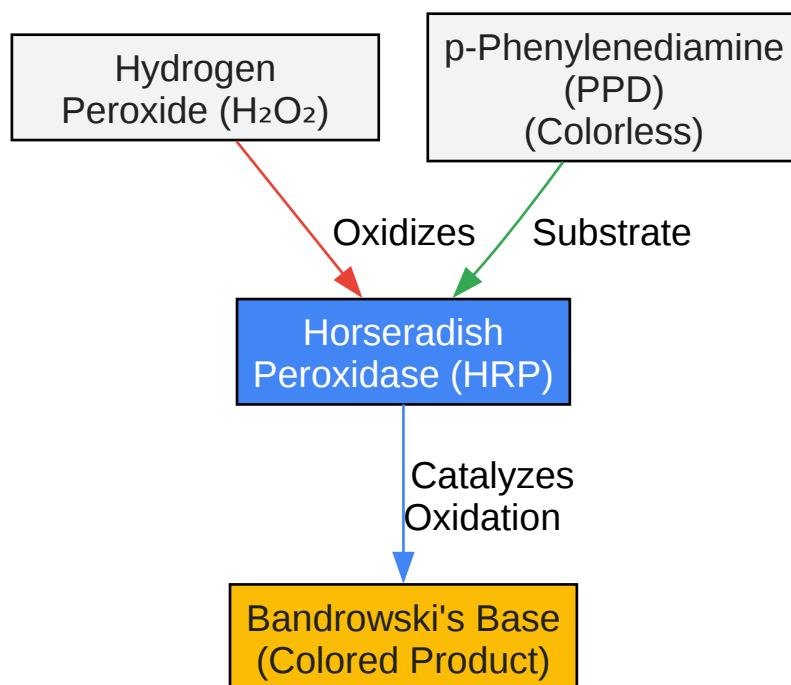 Hydrogen
Peroxide (H₂O₂)
p-Phenylenediamine
(PPD)
(Colorless)
Oxidizes
Substrate
Horseradish
Peroxidase (HRP)
Catalyzes
Oxidation
Bandrowski's Base
(Colored Product)